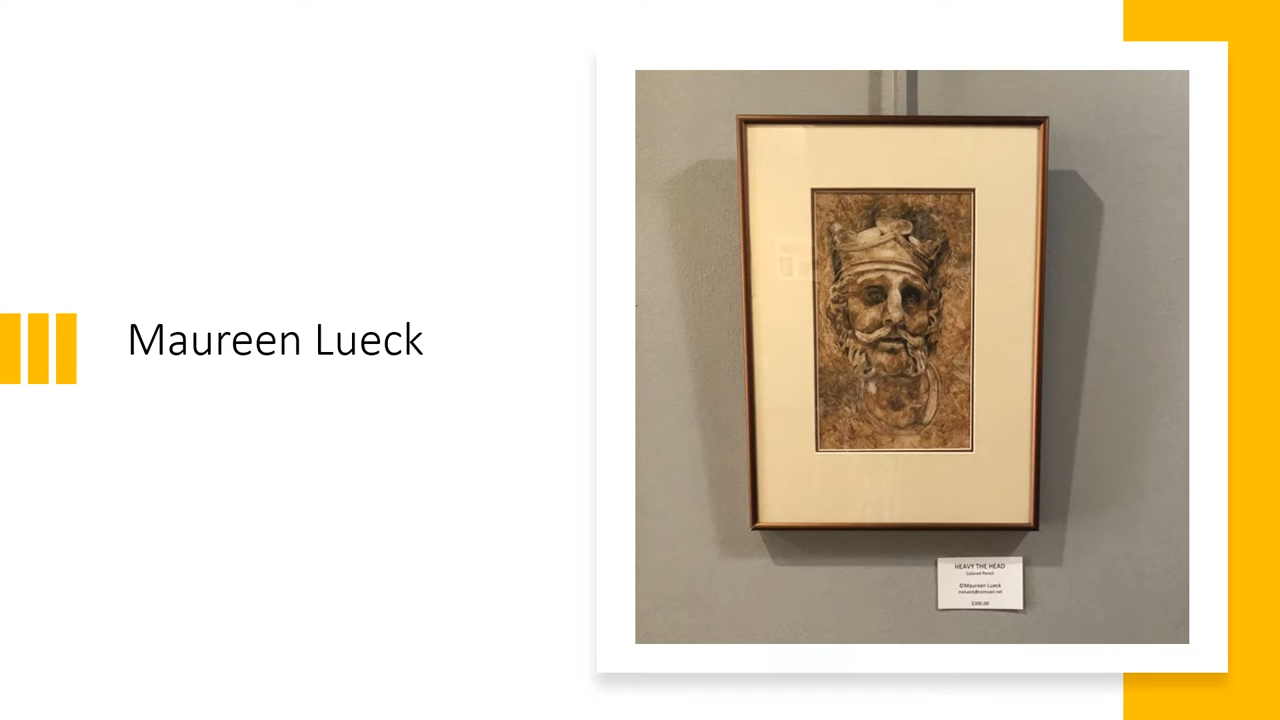 Maureen Lueck
HEAVY THE HEAD
Colored Pencil
©Maureen Lueck
$300.00